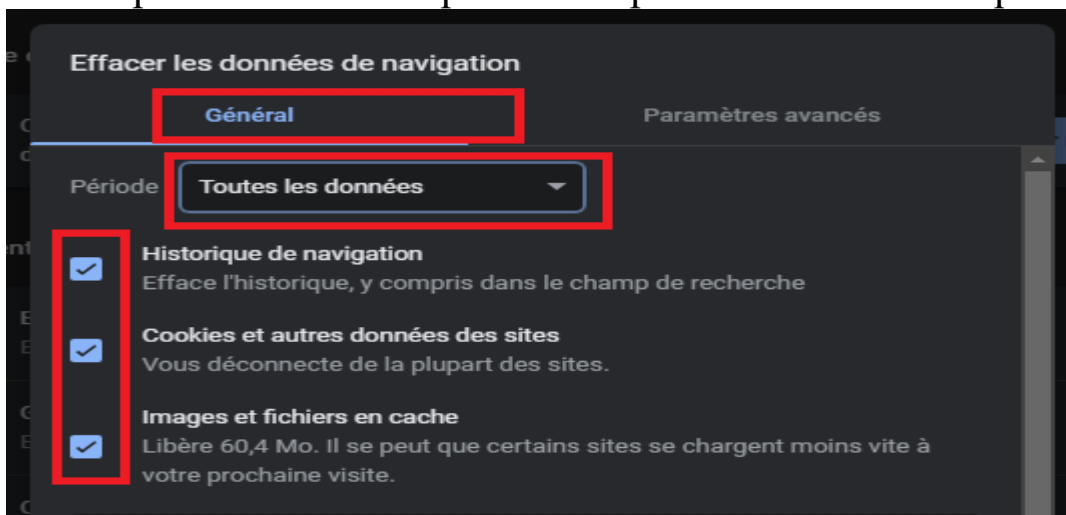 Effacer les données de navigation
Général
Paramètres avancés
Période
Toutes les données
Historique de navigation
Efface l'historique, y compris dans le champ de recherche
Cookies et autres données des sites
Vous déconnecte de la plupart des sites.
Images et fichiers en cache
Libère 60,4 Mo. Il se peut que certains sites se chargent moins vite à
votre prochaine visite.